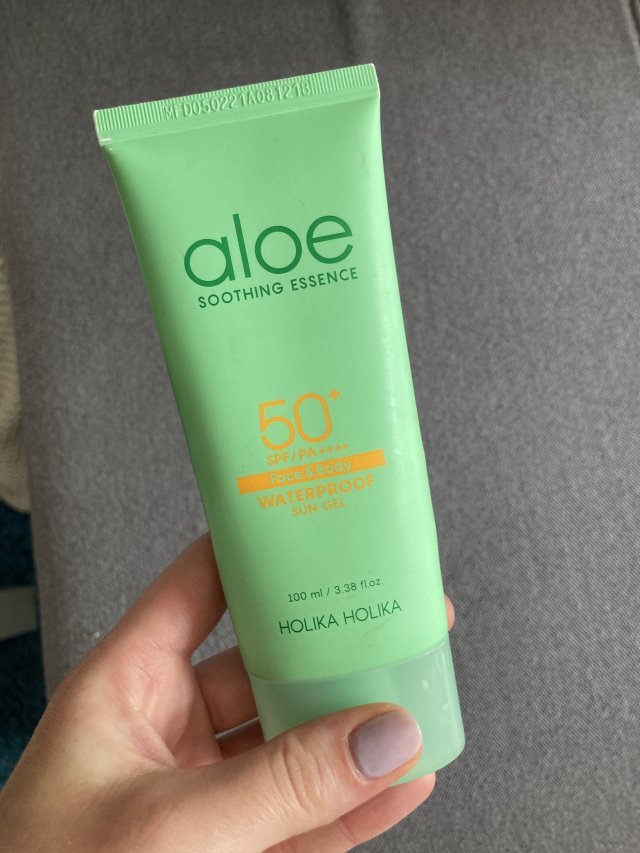 MFD050221A081218
aloe
SOOTHING ESSENCE
50+
SPF/PA ++++
Face & Body
WATERPROOF
SUN GEL
100 ml / 3.38 fl.oz
HOLIKA HOLIKA